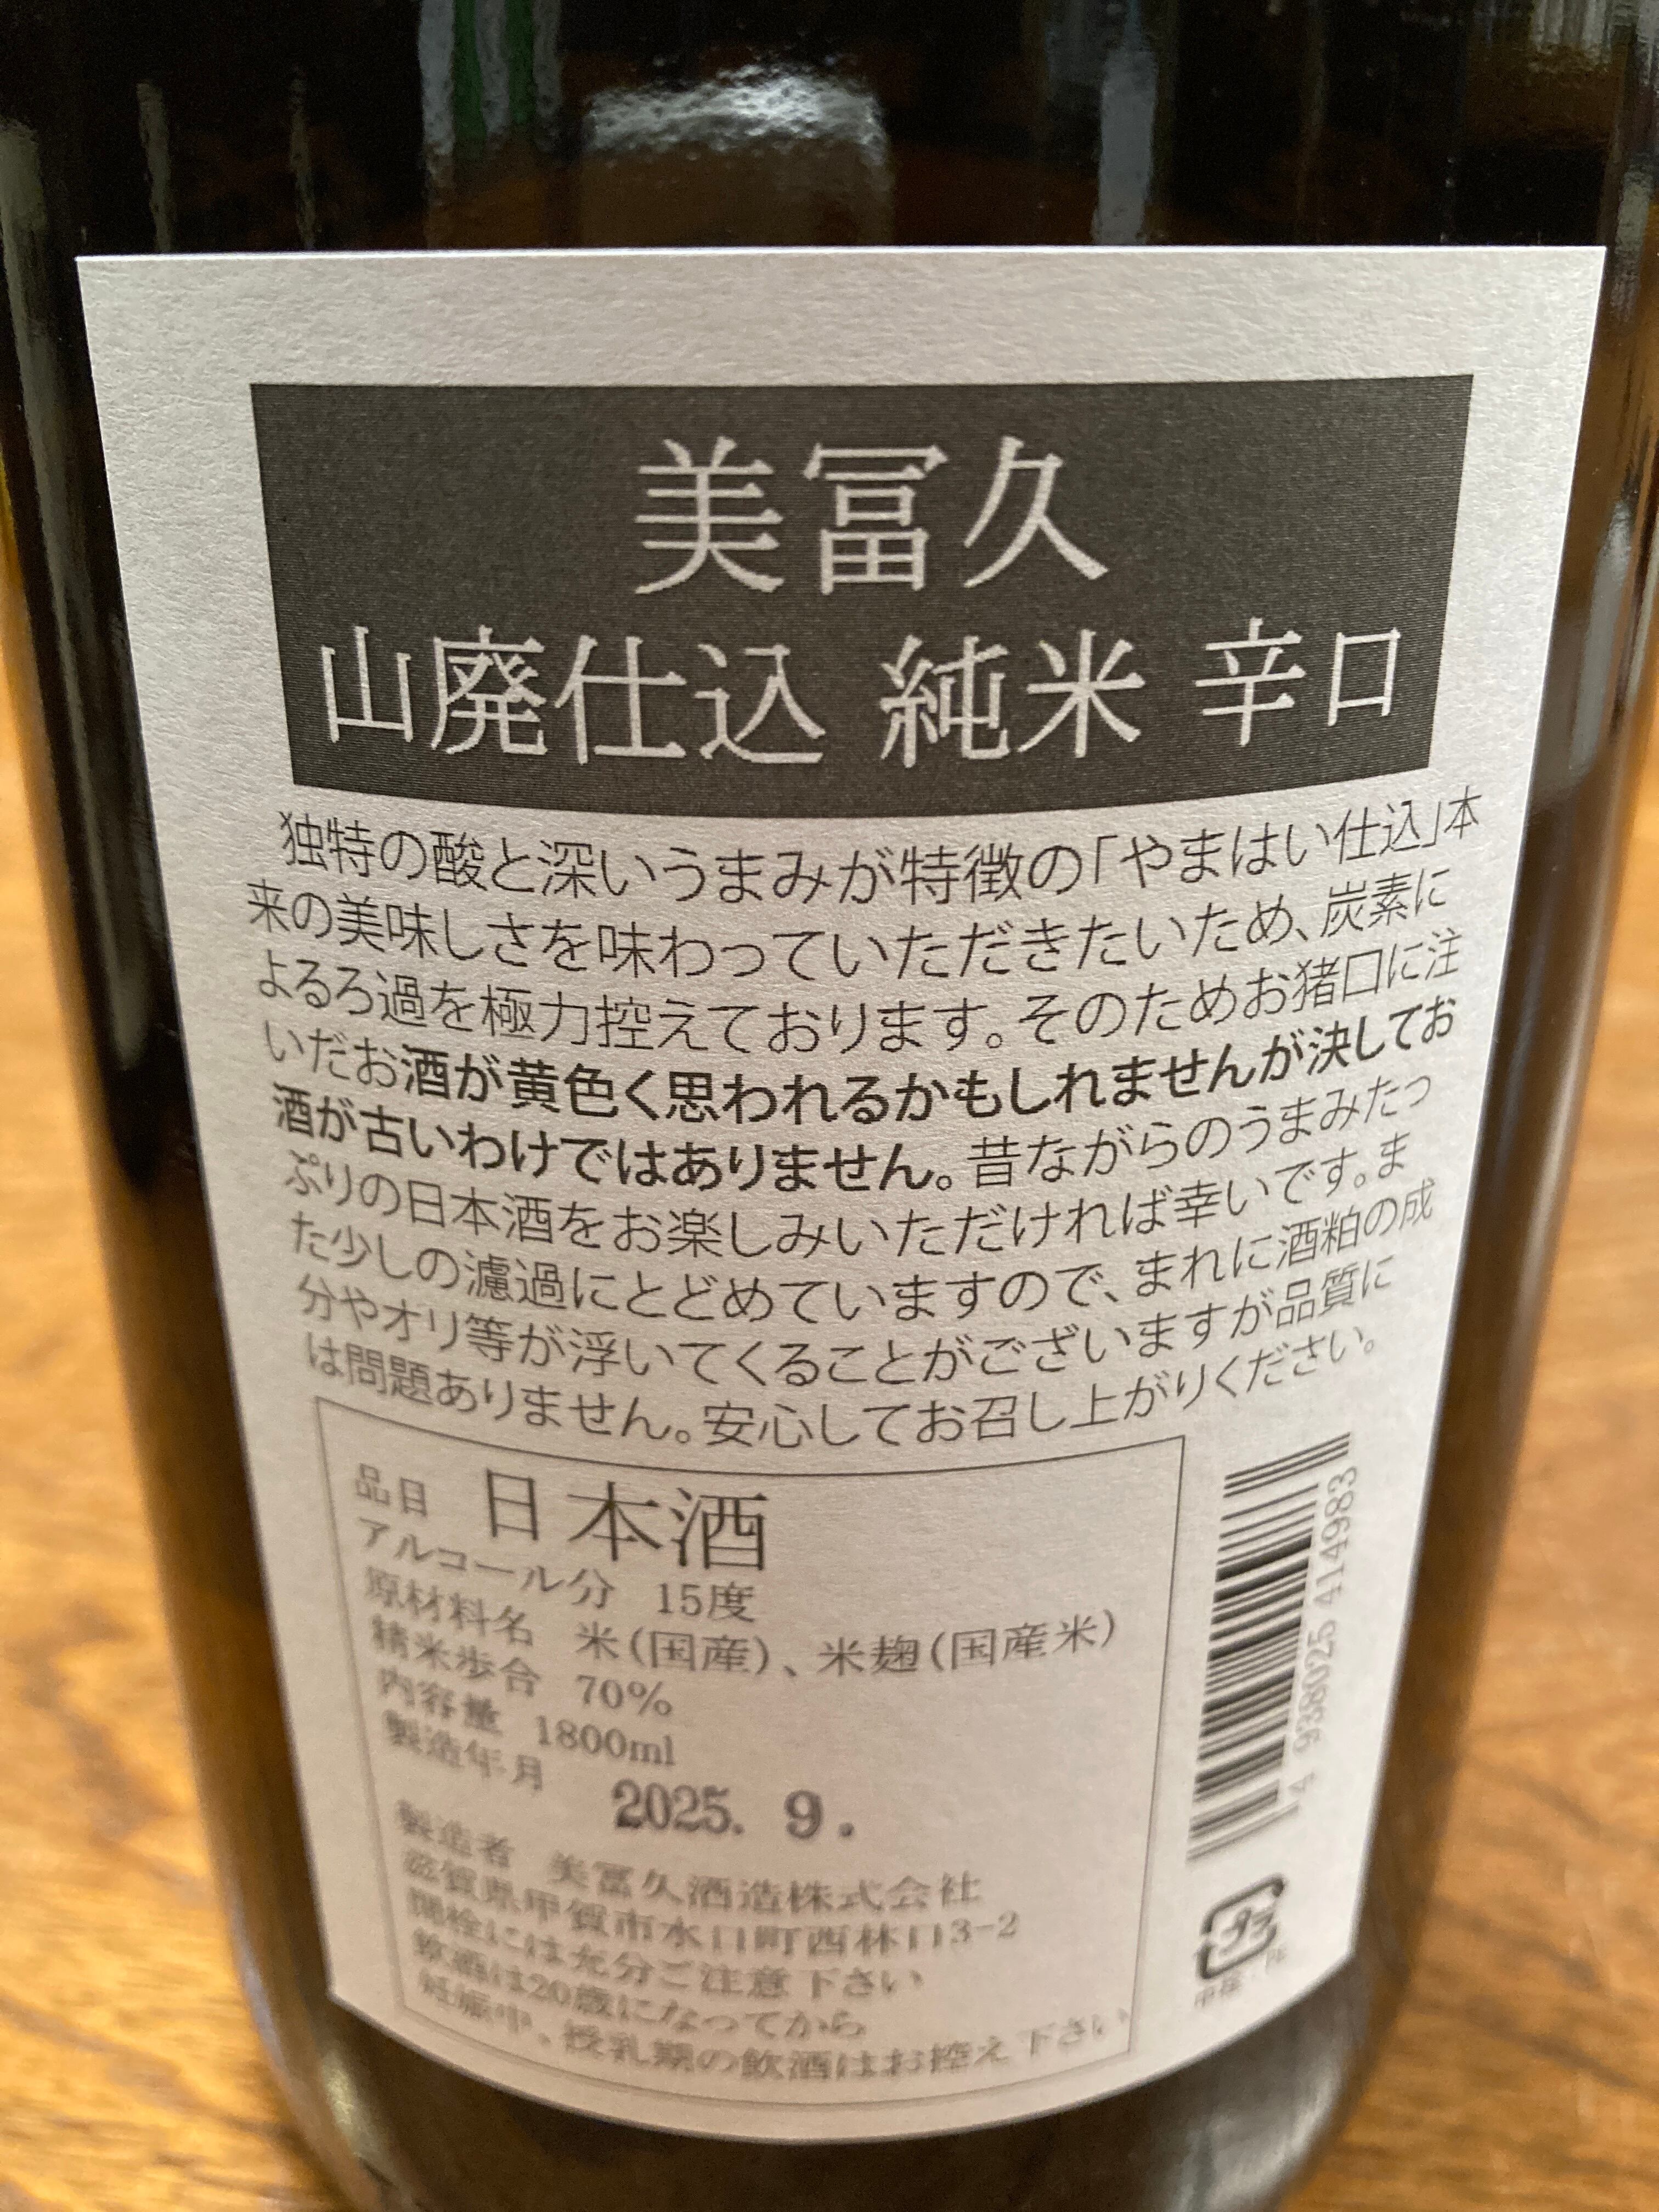 美冨久
山廃仕込 純米 辛口
独特の酸と深いうまみが特徴の「やまはい仕込」本
来の美味しさを味わっていただきたいため、炭素に
よるろ過を極力控えております。そのためお猪口に注
いだお酒が黄色く思われるかもしれませんが決してお
酒が古いわけではありません。昔ながらのうまみたっ
ぷりの日本酒をお楽しみいただければ幸いです。ま
た少しの濾過にとどめていますので、まれに酒粕の成
分やオリ等が浮いてくることがございますが品質に
は問題ありません。安心してお召し上がりください。
品目 日本酒
アルコール分 15度
原材料名 米(国産)、米麹(国産米)
精米歩合 70%
内容量 1800ml
製造年月 2025. 9.
製造者 美冨久酒造株式会社
滋賀県甲賀市水口町西林口3-2
開栓には充分ご注意下さい
飲酒は20歳になってから
妊娠中、授乳期の飲酒はお控え下さい
4 938025 414983